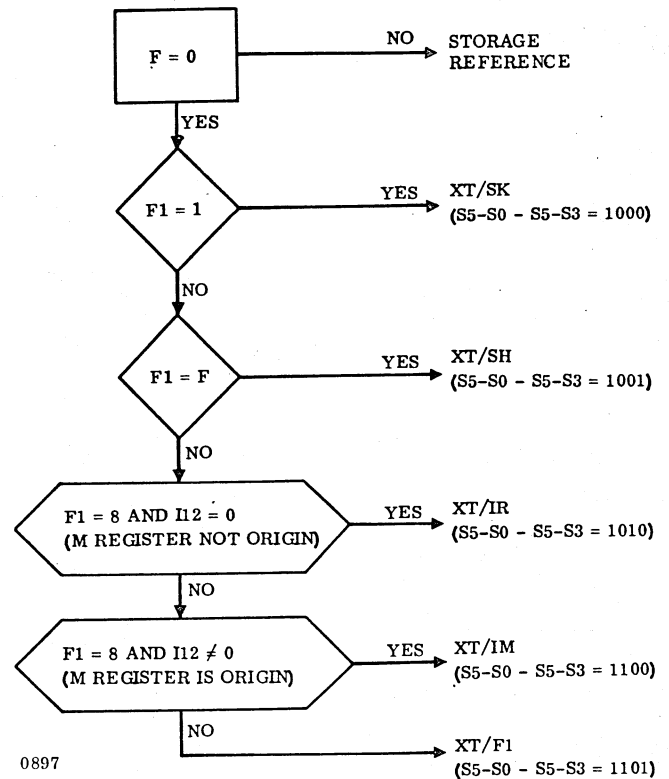 F = 0
NO
STORAGE
REFERENCE
YES
F1 = 1
YES
XT/SK
(S5-S0 - S5-S3 = 1000)
NO
F1 = F
YES
XT/SH
(S5-S0 - S5-S3 = 1001)
NO
F1 = 8 AND I12 = 0
(M REGISTER NOT ORIGIN)
YES
XT/IR
(S5-S0 - S5-S3 = 1010)
NO
F1 = 8 AND I12 ≠ 0
(M REGISTER IS ORIGIN)
YES
XT/IM
(S5-S0 - S5-S3 = 1100)
NO
XT/F1
(S5-S0 - S5-S3 = 1101)
0897